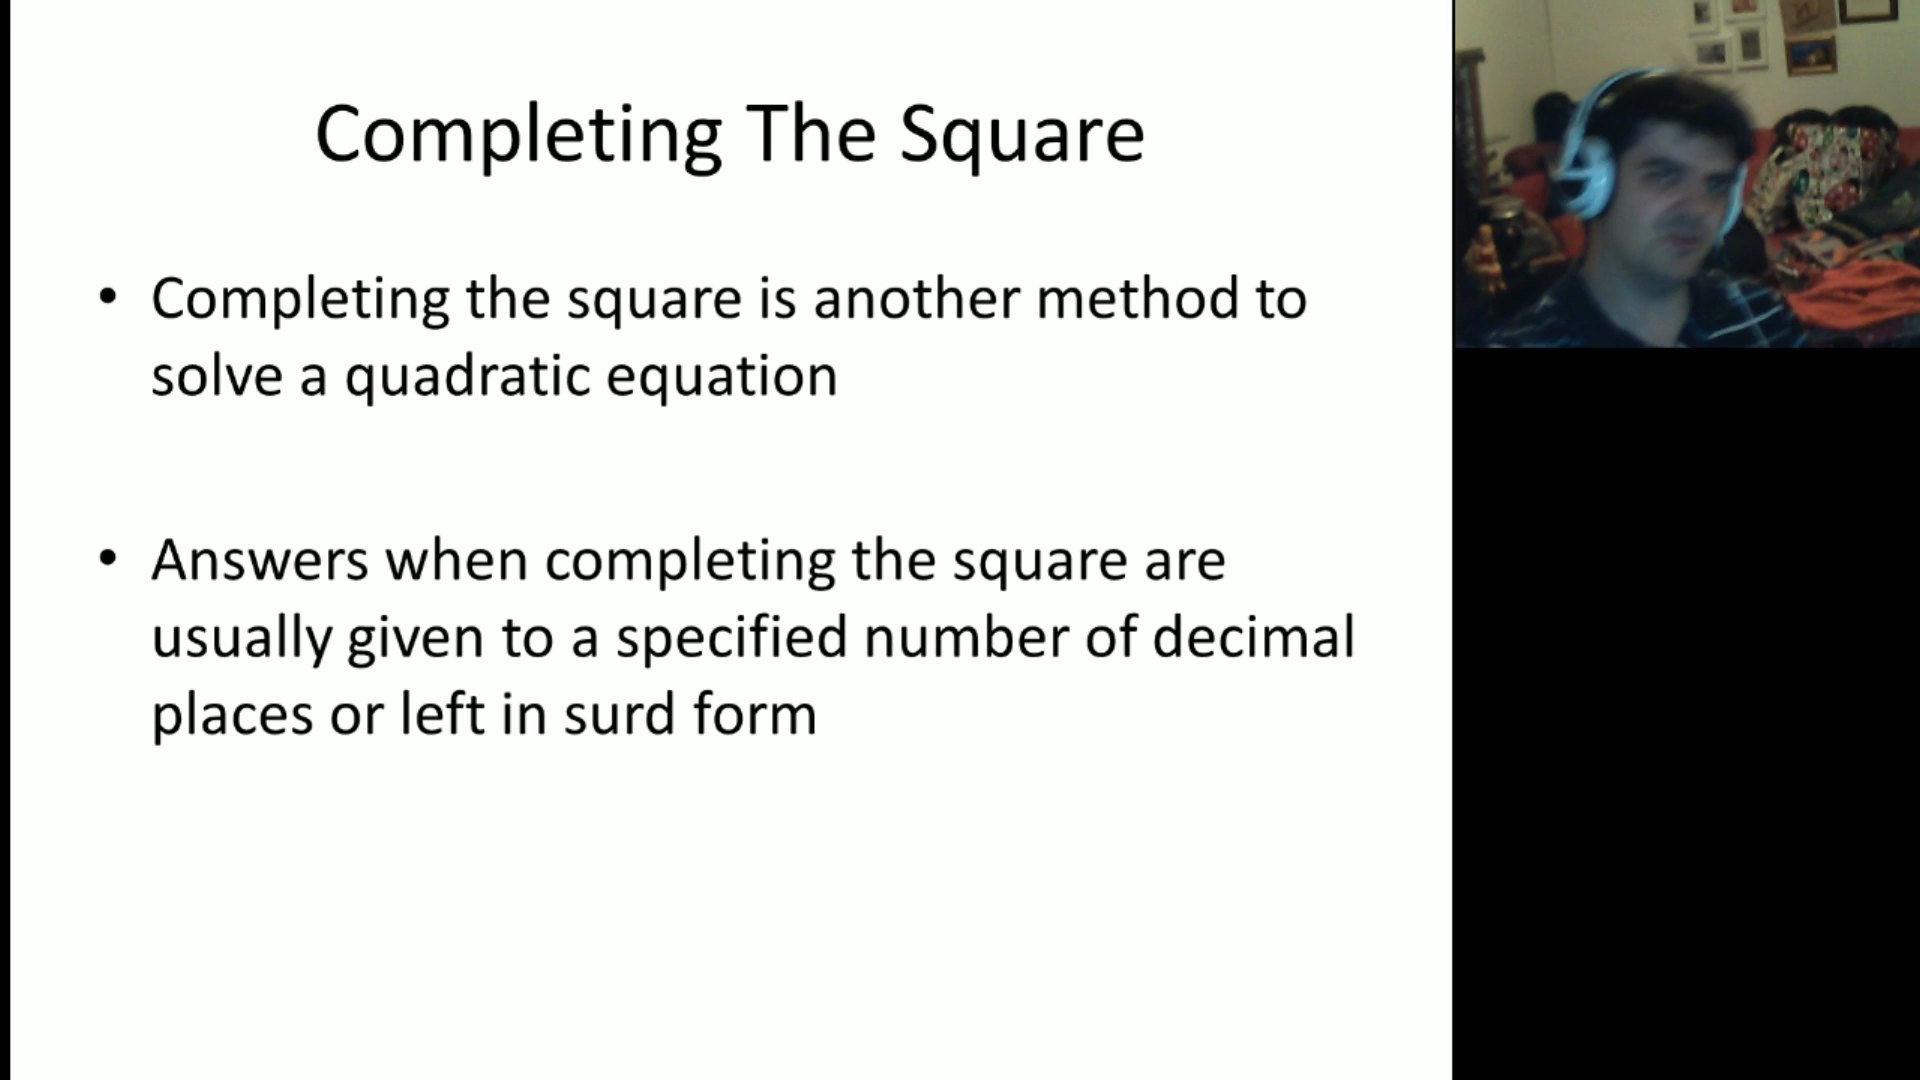 Completing The Square
• Completing the square is another method to
solve a quadratic equation
• Answers when completing the square are
usually given to a specified number of decimal
places or left in surd form